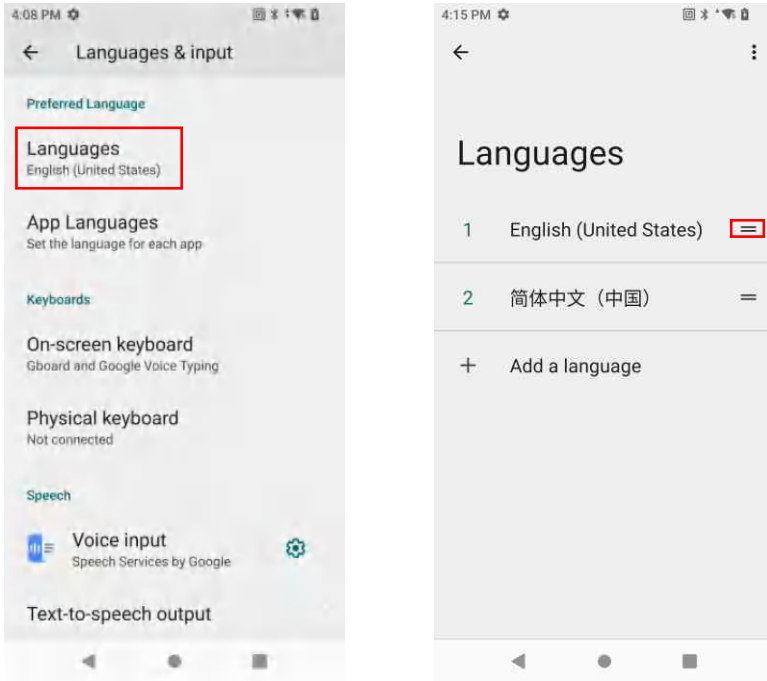 4:08 PM
Languages & input
Preferred Language
Languages
English (United States)
App Languages
Set the language for each app
Keyboards
On-screen keyboard
Gboard and Google Voice Typing
Physical keyboard
Not connected
Speech
Voice input
Speech Services by Google
Text-to-speech output
4:15 PM
Languages
1 English (United States)
2 简体中文（中国）
Add a language